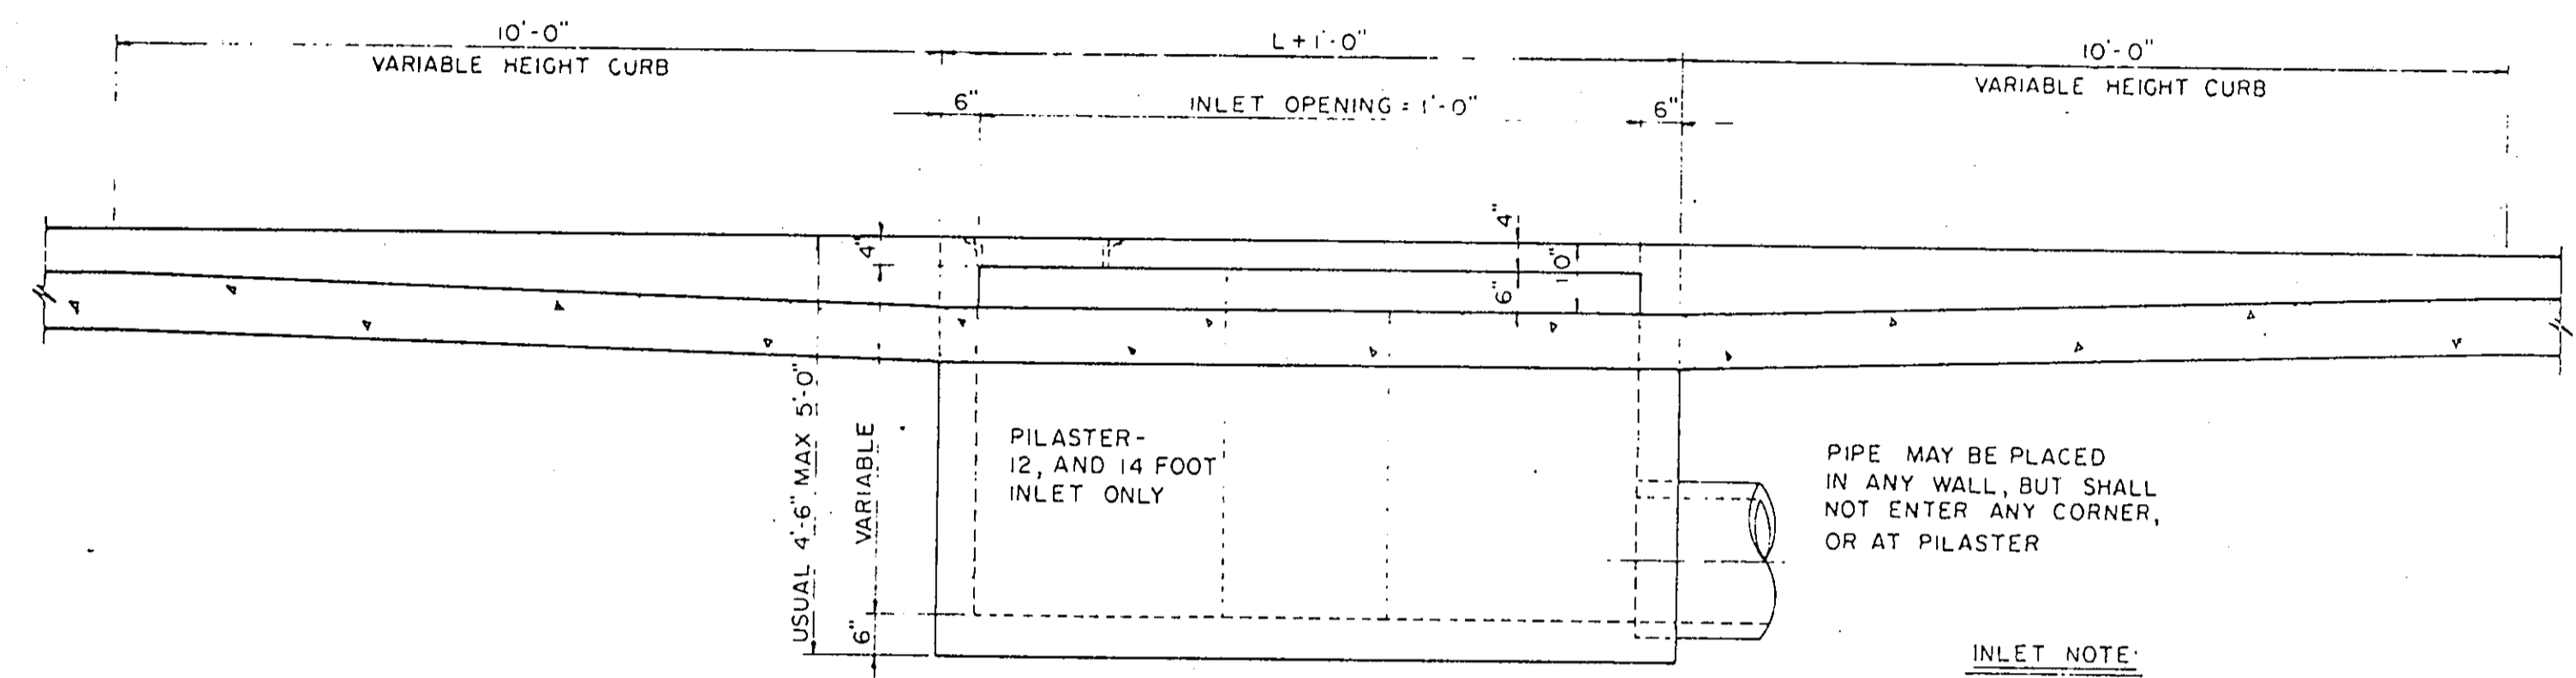 10'-0"
VARIABLE HEIGHT CURB
L + 1'-0"
10'-0"
VARIABLE HEIGHT CURB
6"
INLET OPENING = 1'-0"
6"
4"
4"
10"
6"
USUAL 4'-6" MAX 5'-0"
VARIABLE
6"
PILASTER-
12, AND 14 FOOT
INLET ONLY
PIPE MAY BE PLACED
IN ANY WALL, BUT SHALL
NOT ENTER ANY CORNER,
OR AT PILASTER
INLET NOTE: